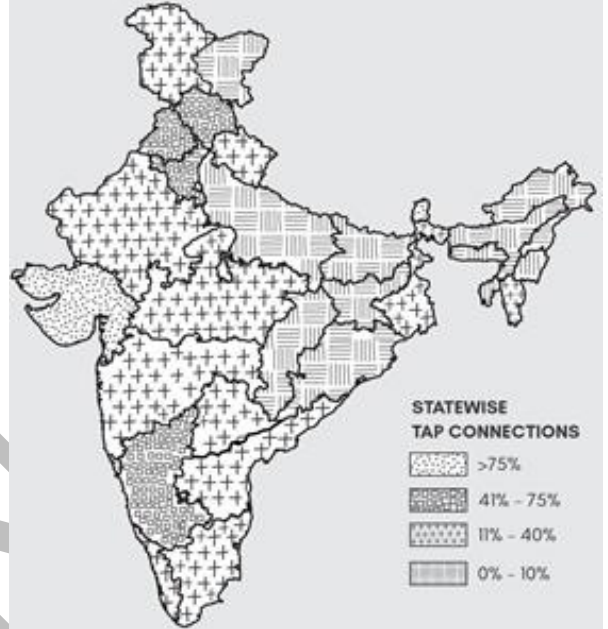 STATEWISE
TAP CONNECTIONS
>75%
41% - 75%
11% - 40%
0% - 10%